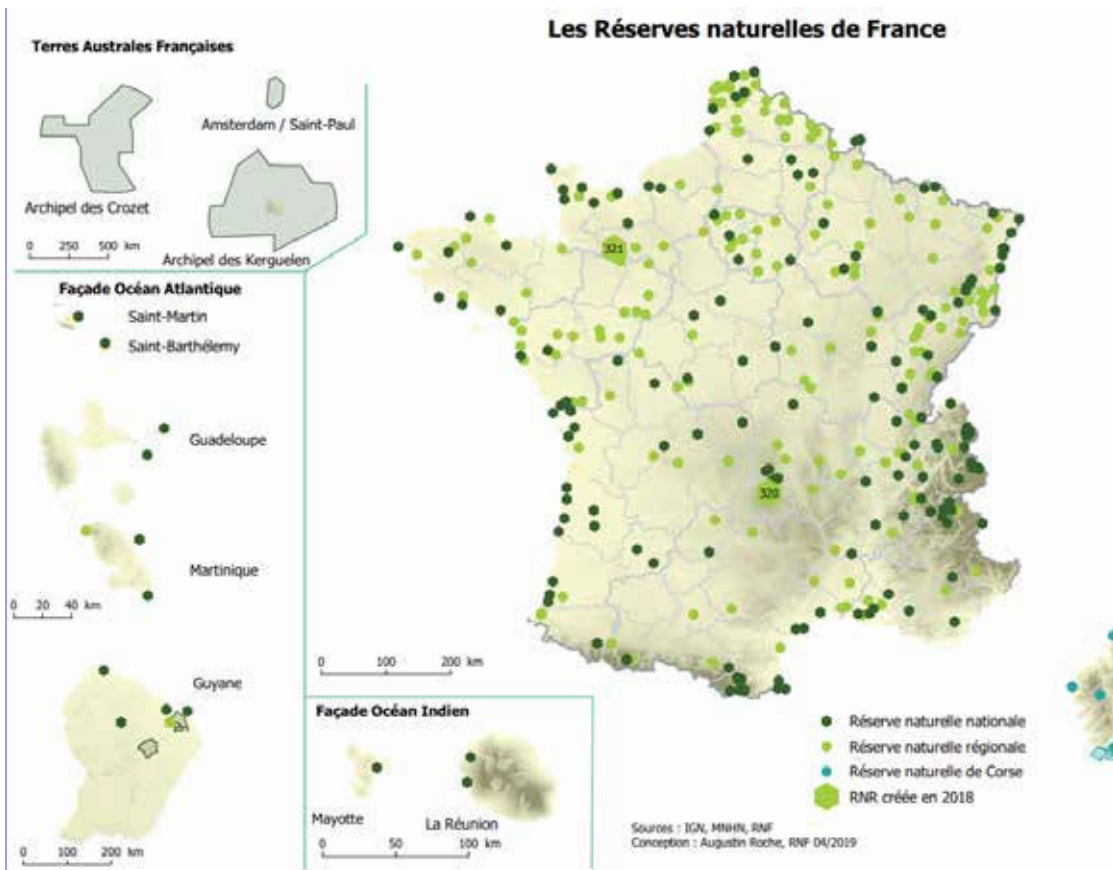 Les Réserves naturelles de France
Terres Australes Françaises
Amsterdam / Saint-Paul
Archipel des Crozet
0 250 500 km
Archipel des Kerguelen
Façade Océan Atlantique
Saint-Martin
Saint-Barthélemy
Guadeloupe
Martinique
0 20 40 km
Guyane
0 100 200 km
321
320
0 100 200 km
Façade Océan Indien
Mayotte
La Réunion
0 50 100 km
Réserve naturelle nationale
Réserve naturelle régionale
Réserve naturelle de Corse
RNR créée en 2018
Sources : IGN, MNHN, RNF
Conception : Augustin Roche, RNF 04/2019